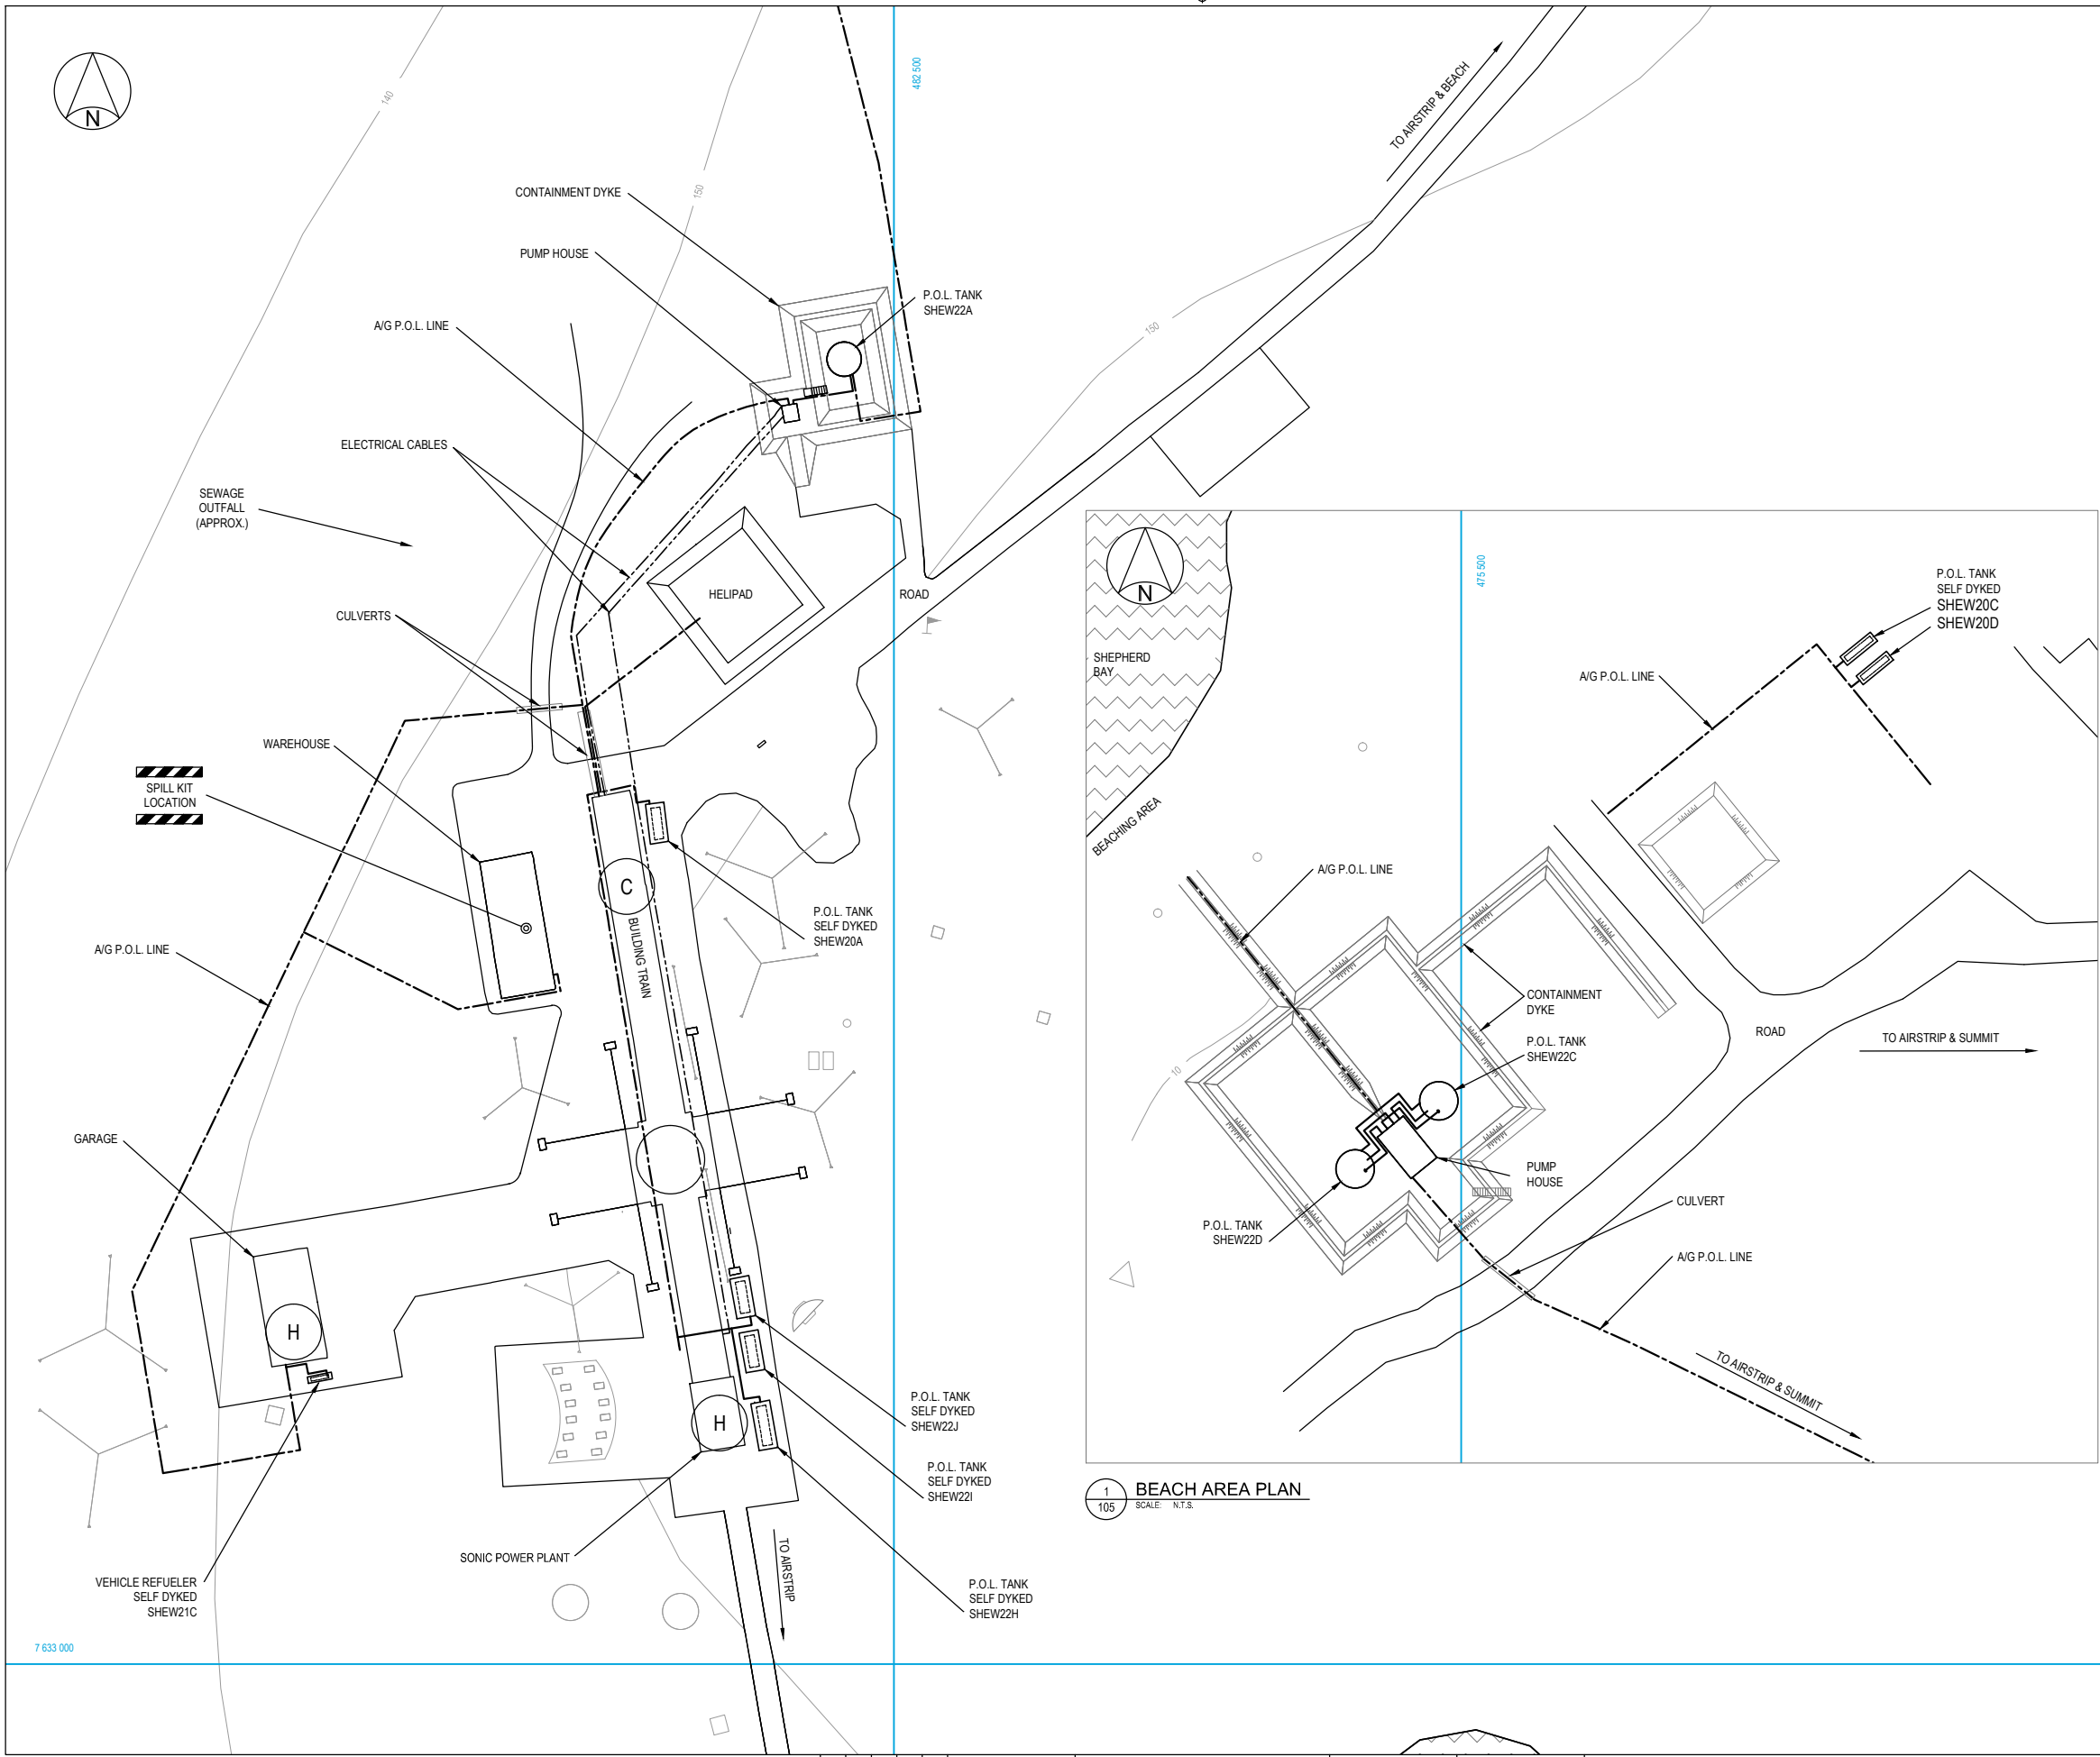 N
140
150
482 500
TO AIRSTRIP & BEACH
CONTAINMENT DYKE
PUMP HOUSE
P.O.L. TANK
SHEW22A
A/G P.O.L. LINE
150
ELECTRICAL CABLES
SEWAGE
OUTFALL
(APPROX.)
HELIPAD
ROAD
CULVERTS
WAREHOUSE
SPILL KIT
LOCATION
C
BUILDING TRAIN
P.O.L. TANK
SELF DYKED
SHEW20A
A/G P.O.L. LINE
GARAGE
H
H
P.O.L. TANK
SELF DYKED
SHEW22J
P.O.L. TANK
SELF DYKED
SHEW22I
P.O.L. TANK
SELF DYKED
SHEW22H
SONIC POWER PLANT
TO AIRSTRIP
VEHICLE REFUELER
SELF DYKED
SHEW21C
7 633 000
N
475 500
SHEPHERD
BAY
BEACHING AREA
P.O.L. TANK
SELF DYKED
SHEW20C
SHEW20D
A/G P.O.L. LINE
A/G P.O.L. LINE
CONTAINMENT
DYKE
ROAD
TO AIRSTRIP & SUMMIT
P.O.L. TANK
SHEW22C
10
PUMP
HOUSE
CULVERT
P.O.L. TANK
SHEW22D
A/G P.O.L. LINE
TO AIRSTRIP & SUMMIT
1
105
BEACH AREA PLAN
SCALE: N.T.S.